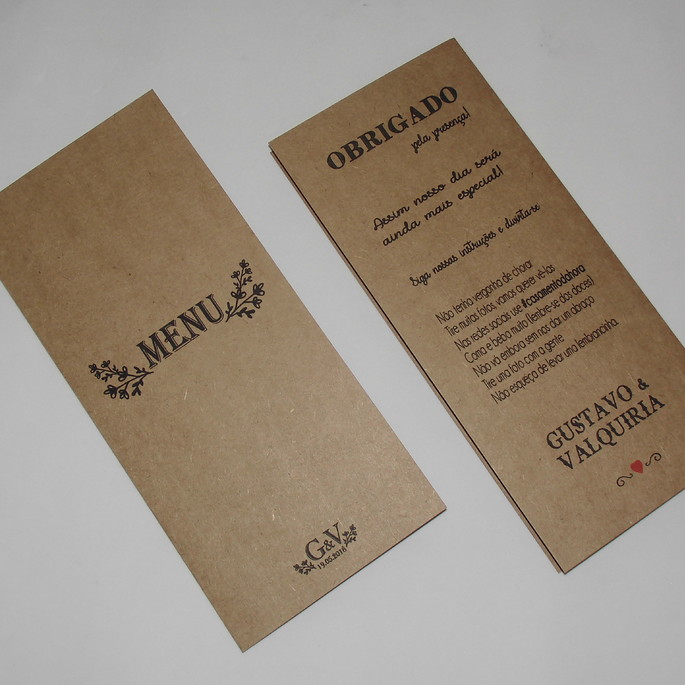 MENU
G&V
19.05.2018
OBRIGADO
pela presença!
Assim nosso dia será
ainda mais especial!
Siga nossas instruções e divirta-se
Não tenha vergonha de chorar
Tire muitas fotos, vamos querer vê-las
Nas redes sociais use #casamentodahora
Coma e beba muito (lembre-se dos doces)
Não vá embora sem nos dar um abraço
Tire uma foto com a gente
Não esqueça de levar uma lembrancinha.
GUSTAVO &
VALQUIRIA